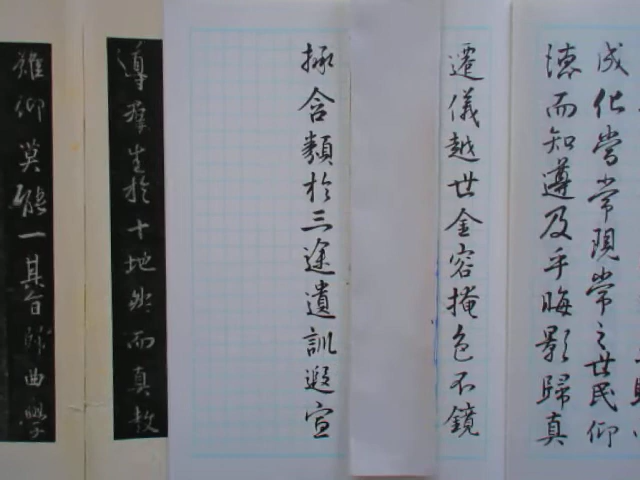 成化當常現常之世民仰
德而知遵及乎晦影歸真
遷儀越世金容掩色不鏡
拯含類於三途遺訓遐宣
導群生於十地然而真教
難仰莫能一其旨歸曲學